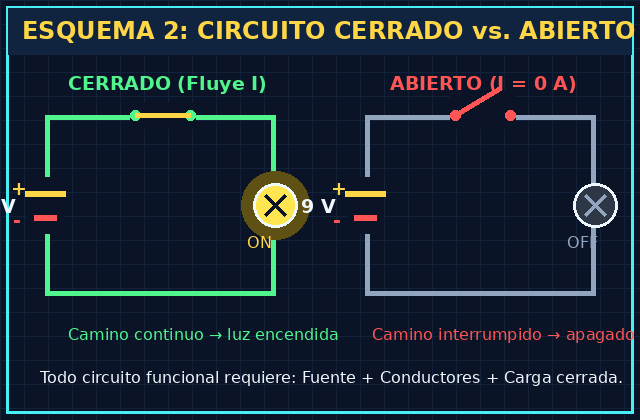 ESQUEMA 2: CIRCUITO CERRADO vs. ABIERTO
CERRADO (Fluye I)
ABIERTO (I = 0 A)
+
V
-
ON
+
9 V
-
OFF
Camino continuo → luz encendida
Camino interrumpido → apagado
Todo circuito funcional requiere: Fuente + Conductores + Carga cerrada.